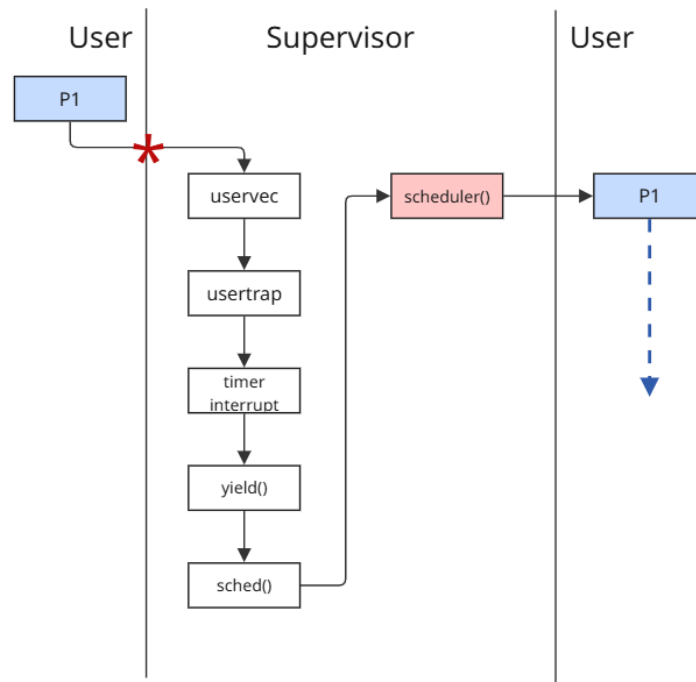 User
Supervisor
User
P1
uservec
scheduler()
P1
usertrap
timer
interrupt
yield()
sched()